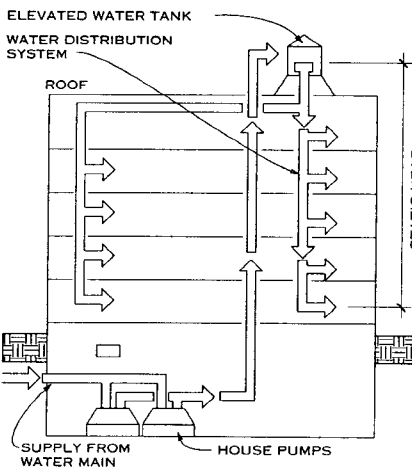 ELEVATED WATER TANK
WATER DISTRIBUTION
SYSTEM
ROOF
SUPPLY FROM
WATER MAIN
HOUSE PUMPS